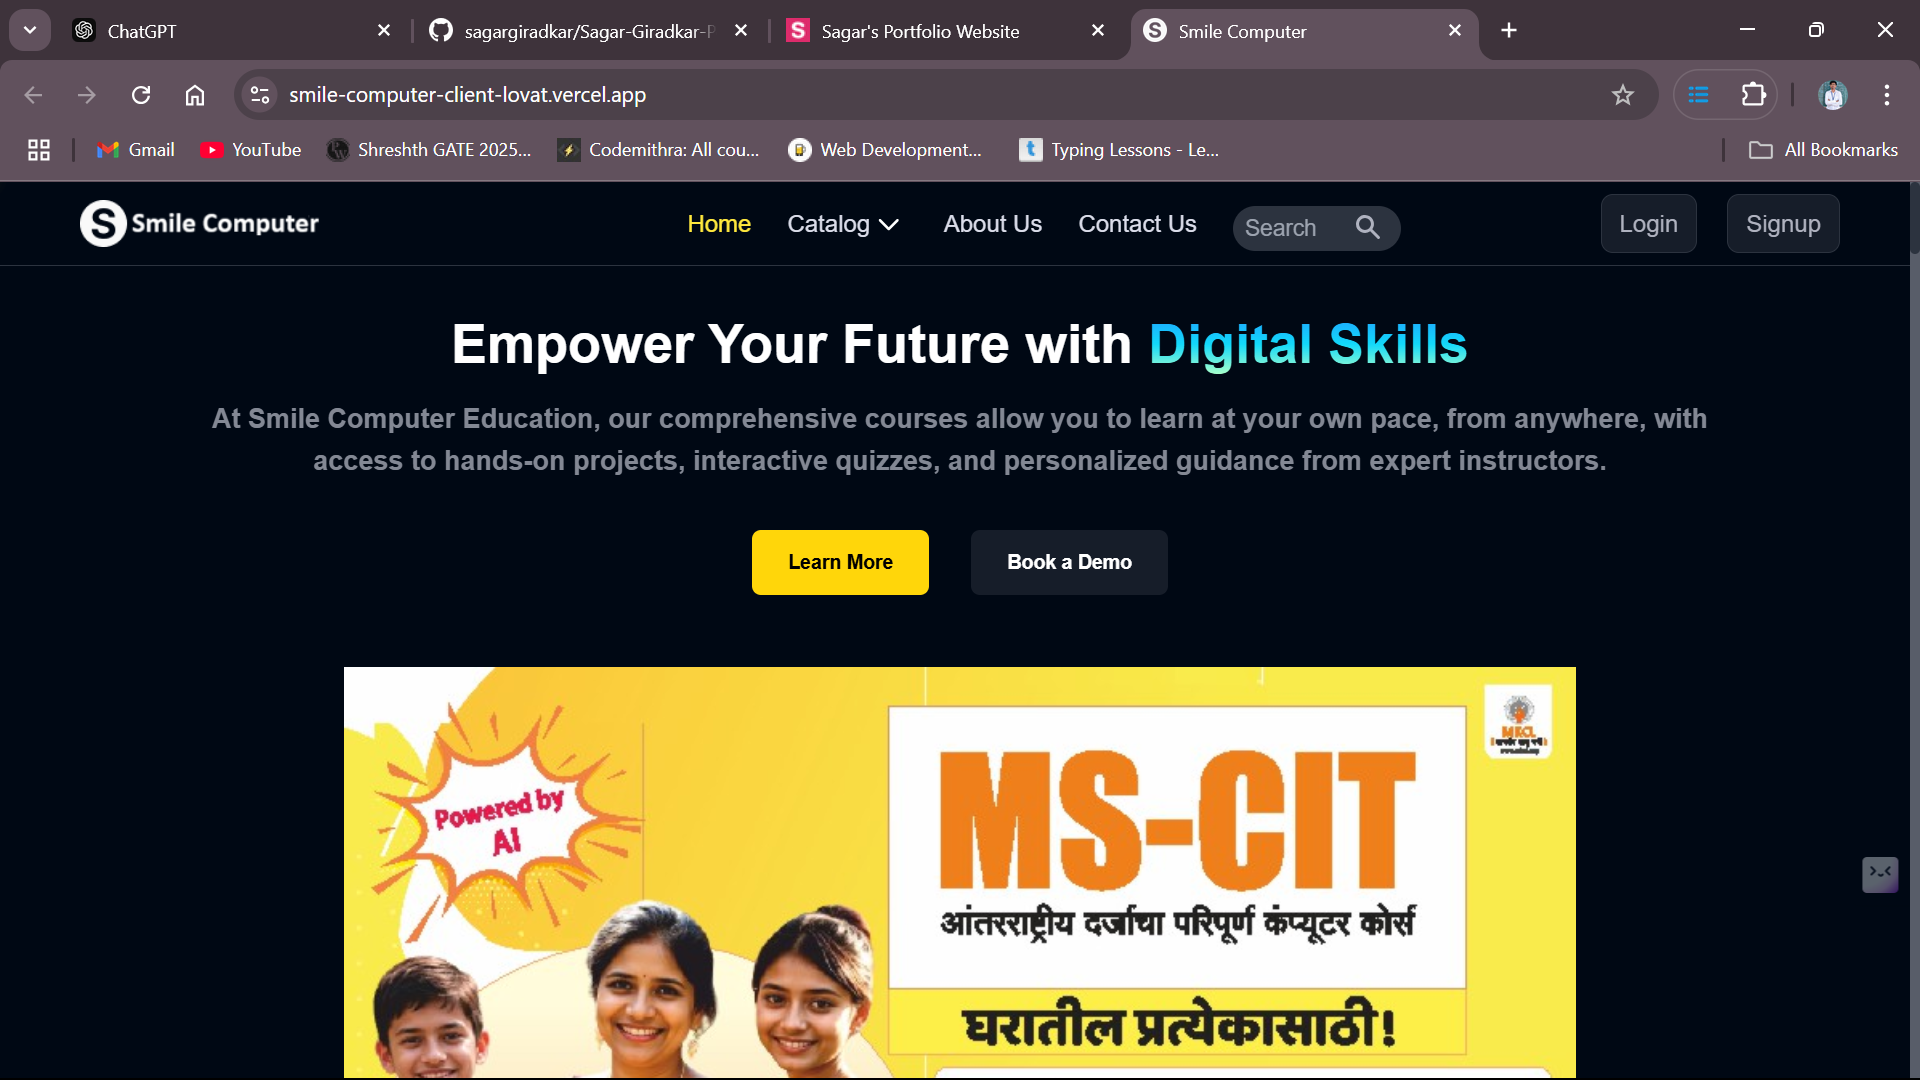 ChatGPT
sagargiradkar/Sagar-Giradkar-P
Sagar's Portfolio Website
Smile Computer
smile-computer-client-lovat.vercel.app
Gmail
YouTube
Shreshth GATE 2025...
Codemithra: All cou...
Web Development...
Typing Lessons - Le...
All Bookmarks
S Smile Computer
Home
Catalog
About Us
Contact Us
Search
Login
Signup
Empower Your Future with Digital Skills
At Smile Computer Education, our comprehensive courses allow you to learn at your own pace, from anywhere, with
access to hands-on projects, interactive quizzes, and personalized guidance from expert instructors.
Learn More
Book a Demo
Powered by
AI
MS-CIT
आंतरराष्ट्रीय दर्जाचा परिपूर्ण कंप्यूटर कोर्स
घरातील प्रत्येकासाठी!
MKCL